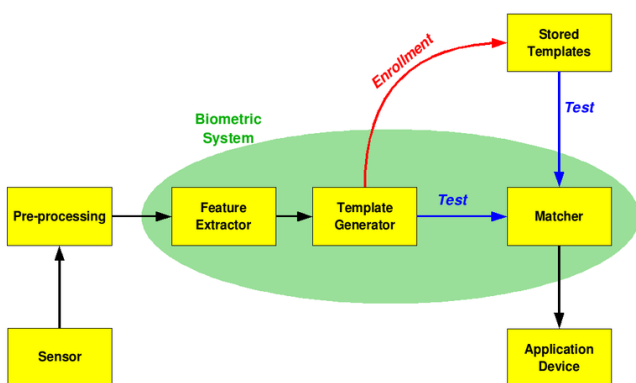 Stored
Templates
Enrollment
Test
Biometric
System
Pre-processing
Feature
Extractor
Template
Generator
Test
Matcher
Sensor
Application
Device